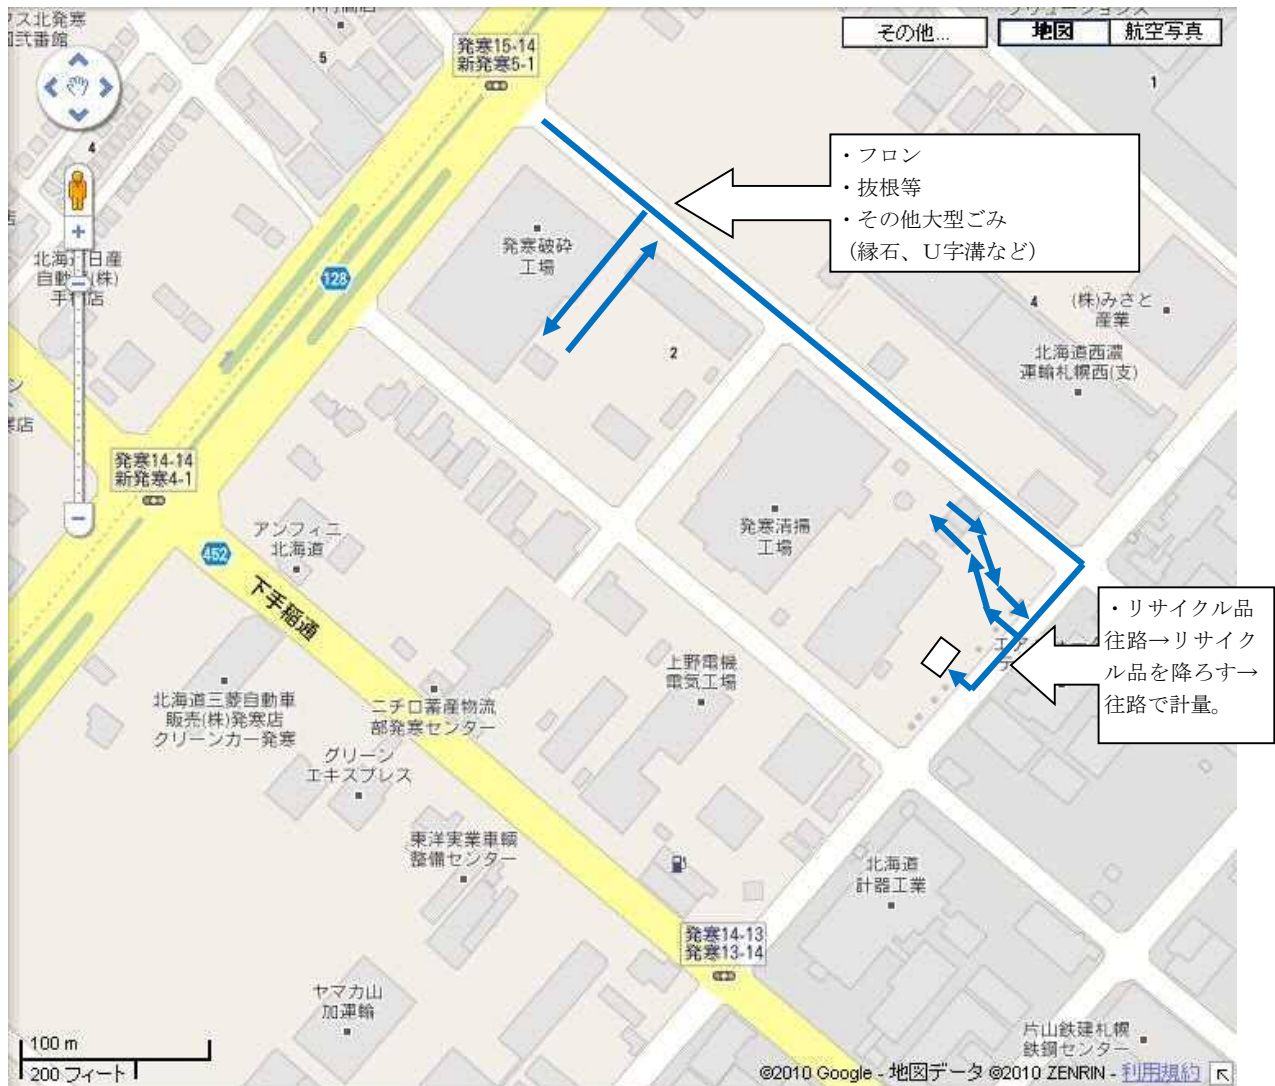 ス北発寒
弐番館
5
4
発寒15-14
新発寒5-1
その他...
地図
航空写真
1
・フロン
・抜根等
・その他大型ごみ
（縁石、U字溝など）
発寒破砕
工場
128
2
4
(株)みさと
産業
北海道西濃
運輸札幌西(支)
発寒14-14
新発寒4-1
アンフィニ
北海道
452
下手稲通
発寒清掃
工場
・リサイクル品
往路→リサイク
ル品を降ろす→
往路で計量。
上野電機
電気工場
北海道三菱自動車
販売(株)発寒店
クリーンカー発寒
ニチロ畜産物流
部発寒センター
グリーン
エキスプレス
東洋実業車輌
整備センター
北海道
計器工業
発寒14-13
発寒13-14
ヤマカ山
加運輸
片山鉄建札幌
鉄鋼センター
100 m
200 フィート
©2010 Google - 地図データ ©2010 ZENRIN - 利用規約